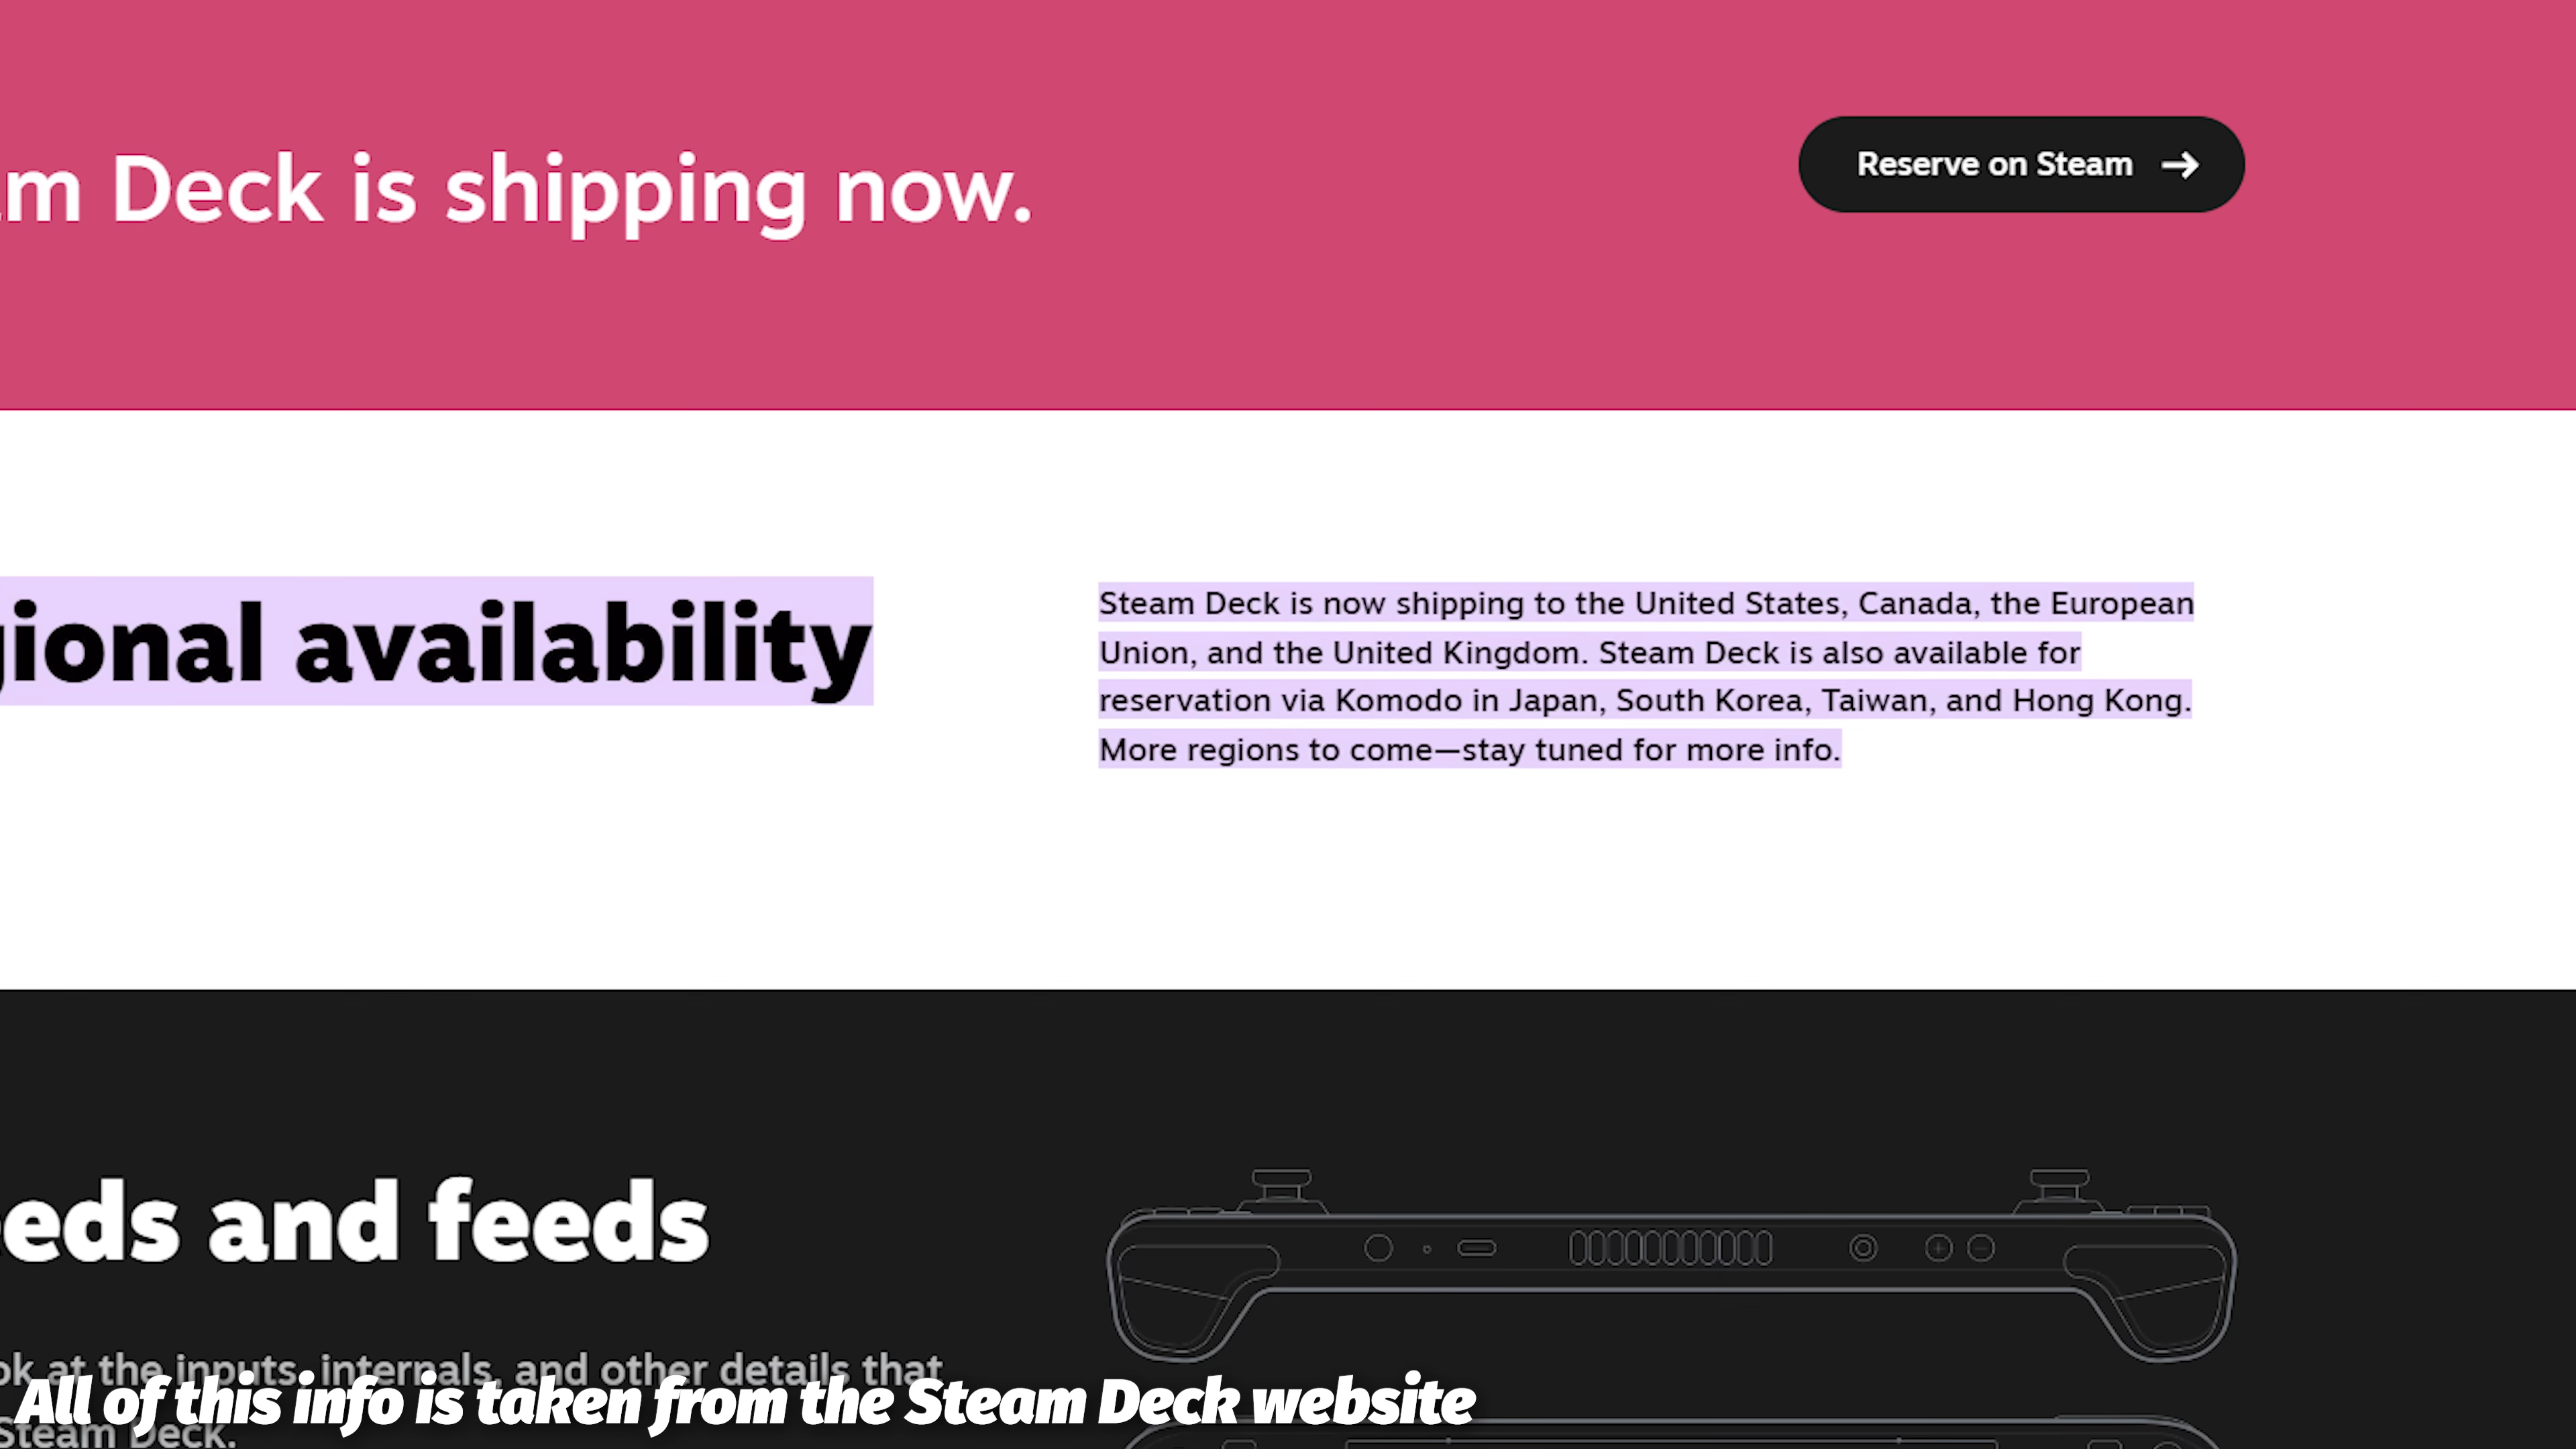 m Deck is shipping now.
Reserve on Steam
gional availability
Steam Deck is now shipping to the United States, Canada, the European
Union, and the United Kingdom. Steam Deck is also available for
reservation via Komodo in Japan, South Korea, Taiwan, and Hong Kong.
More regions to come—stay tuned for more info.
eds and feeds
ok at the inputs, internals, and other details that
All of this info is taken from the Steam Deck website
Steam Deck.